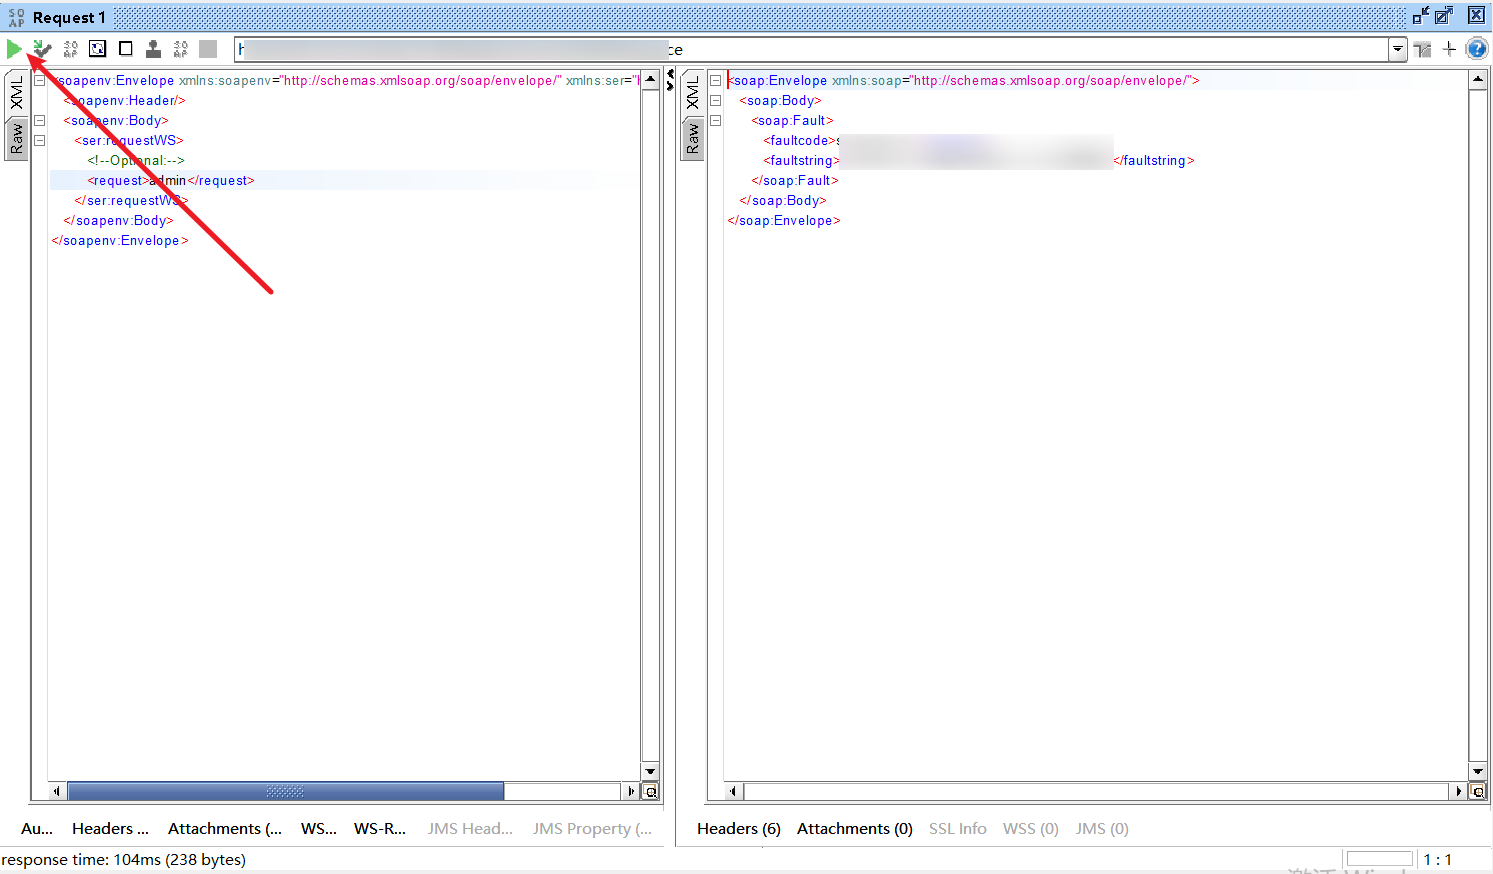 SO
AP
Request 1
h
ce
XML
Raw
<soapenv:Envelope xmlns:soapenv="http://schemas.xmlsoap.org/soap/envelope/" xmlns:ser="h
<soapenv:Header/>
<soapenv:Body>
<ser:requestWS>
<!--Optional:-->
<request>admin</request>
</ser:requestWS>
</soapenv:Body>
</soapenv:Envelope>
XML
Raw
<soap:Envelope xmlns:soap="http://schemas.xmlsoap.org/soap/envelope/">
<soap:Body>
<soap:Fault>
<faultcode>s
<faultstring> </faultstring>
</soap:Fault>
</soap:Body>
</soap:Envelope>
Au... Headers ... Attachments (... WS... WS-R... JMS Head... JMS Property (...
Headers (6) Attachments (0) SSL Info WSS (0) JMS (0)
response time: 104ms (238 bytes)
1 : 1